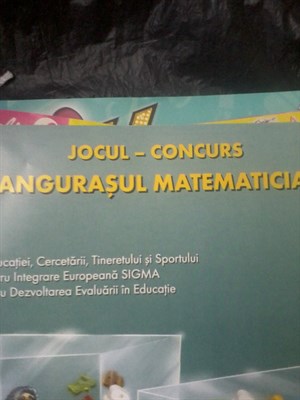 JOCUL – CONCURS
ANGURAȘUL MATEMATICIA
ucației, Cercetării, Tineretului și Sportului
ru Integrare Europeană SIGMA
u Dezvoltarea Evaluării în Educație